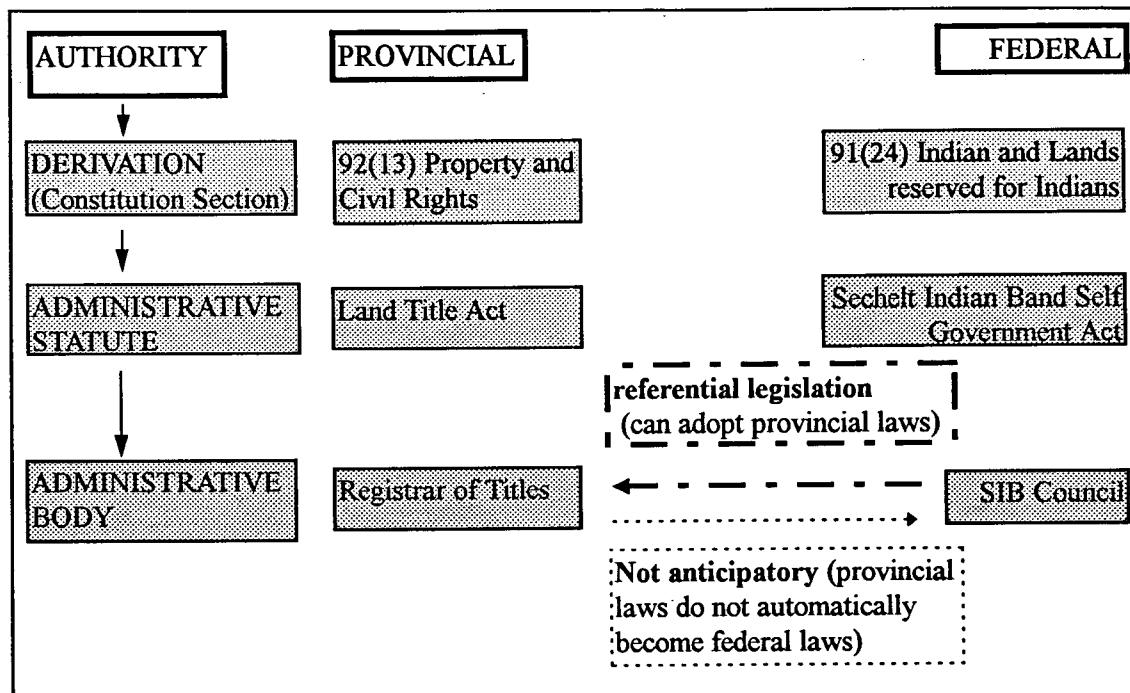 AUTHORITY
PROVINCIAL
FEDERAL
DERIVATION
(Constitution Section)
92(13) Property and
Civil Rights
91(24) Indian and Lands
reserved for Indians
ADMINISTRATIVE
STATUTE
Land Title Act
Sechelt Indian Band Self
Government Act
referential legislation
(can adopt provincial laws)
ADMINISTRATIVE
BODY
Registrar of Titles
SIB Council
Not anticipatory (provincial
laws do not automatically
become federal laws)